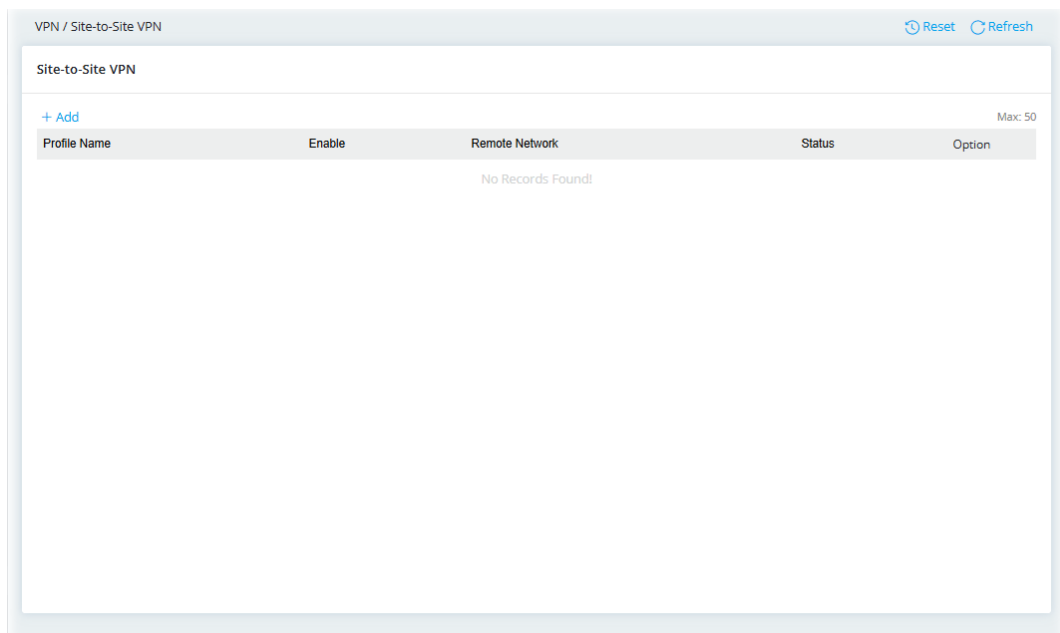 VPN / Site-to-Site VPN Reset Refresh
Site-to-Site VPN
+ Add Max: 50
Profile Name Enable Remote Network Status Option
No Records Found!